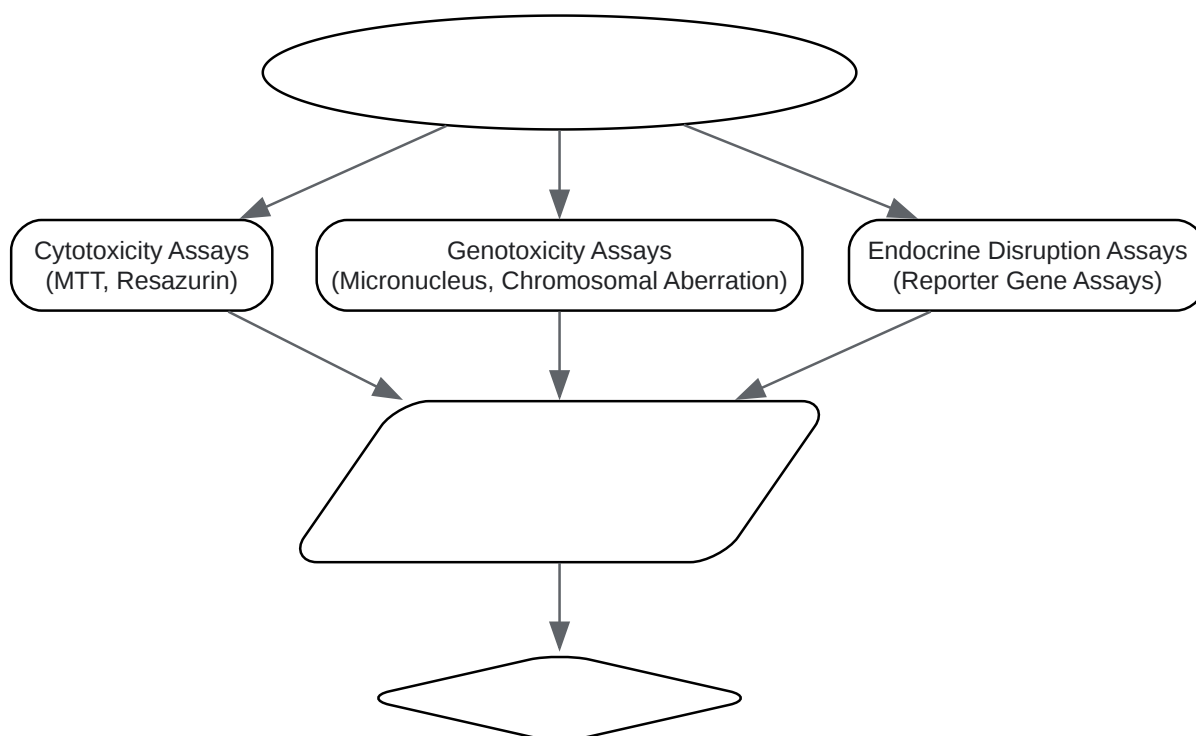 Cytotoxicity Assays
(MTT, Resazurin)
Genotoxicity Assays
(Micronucleus, Chromosomal Aberration)
Endocrine Disruption Assays
(Reporter Gene Assays)